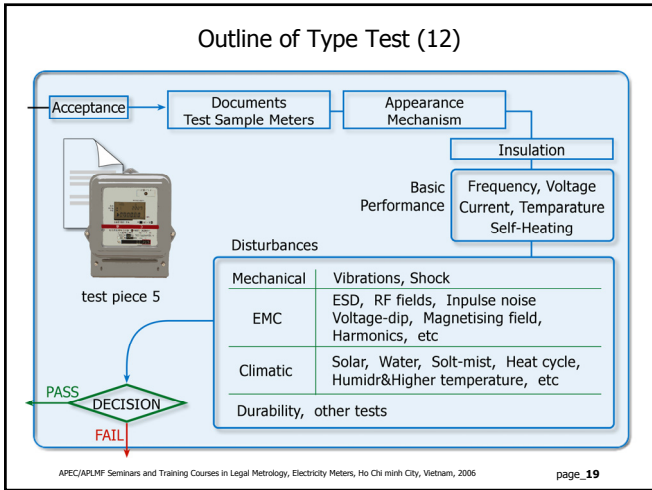 Outline of Type Test (12)
Acceptance
Documents
Test Sample Meters
Appearance
Mechanism
Insulation
Basic
Performance
Frequency, Voltage
Current, Temparature
Self-Heating
test piece 5
Disturbances
Mechanical
Vibrations, Shock
EMC
ESD, RF fields, Inpulse noise
Voltage-dip, Magnetising field,
Harmonics, etc
Climatic
Solar, Water, Solt-mist, Heat cycle,
Humidr&Higher temperature, etc
Durability, other tests
PASS
DECISION
FAIL
APEC/APLMF Seminars and Training Courses in Legal Metrology, Electricity Meters, Ho Chi minh City, Vietnam, 2006
page_19